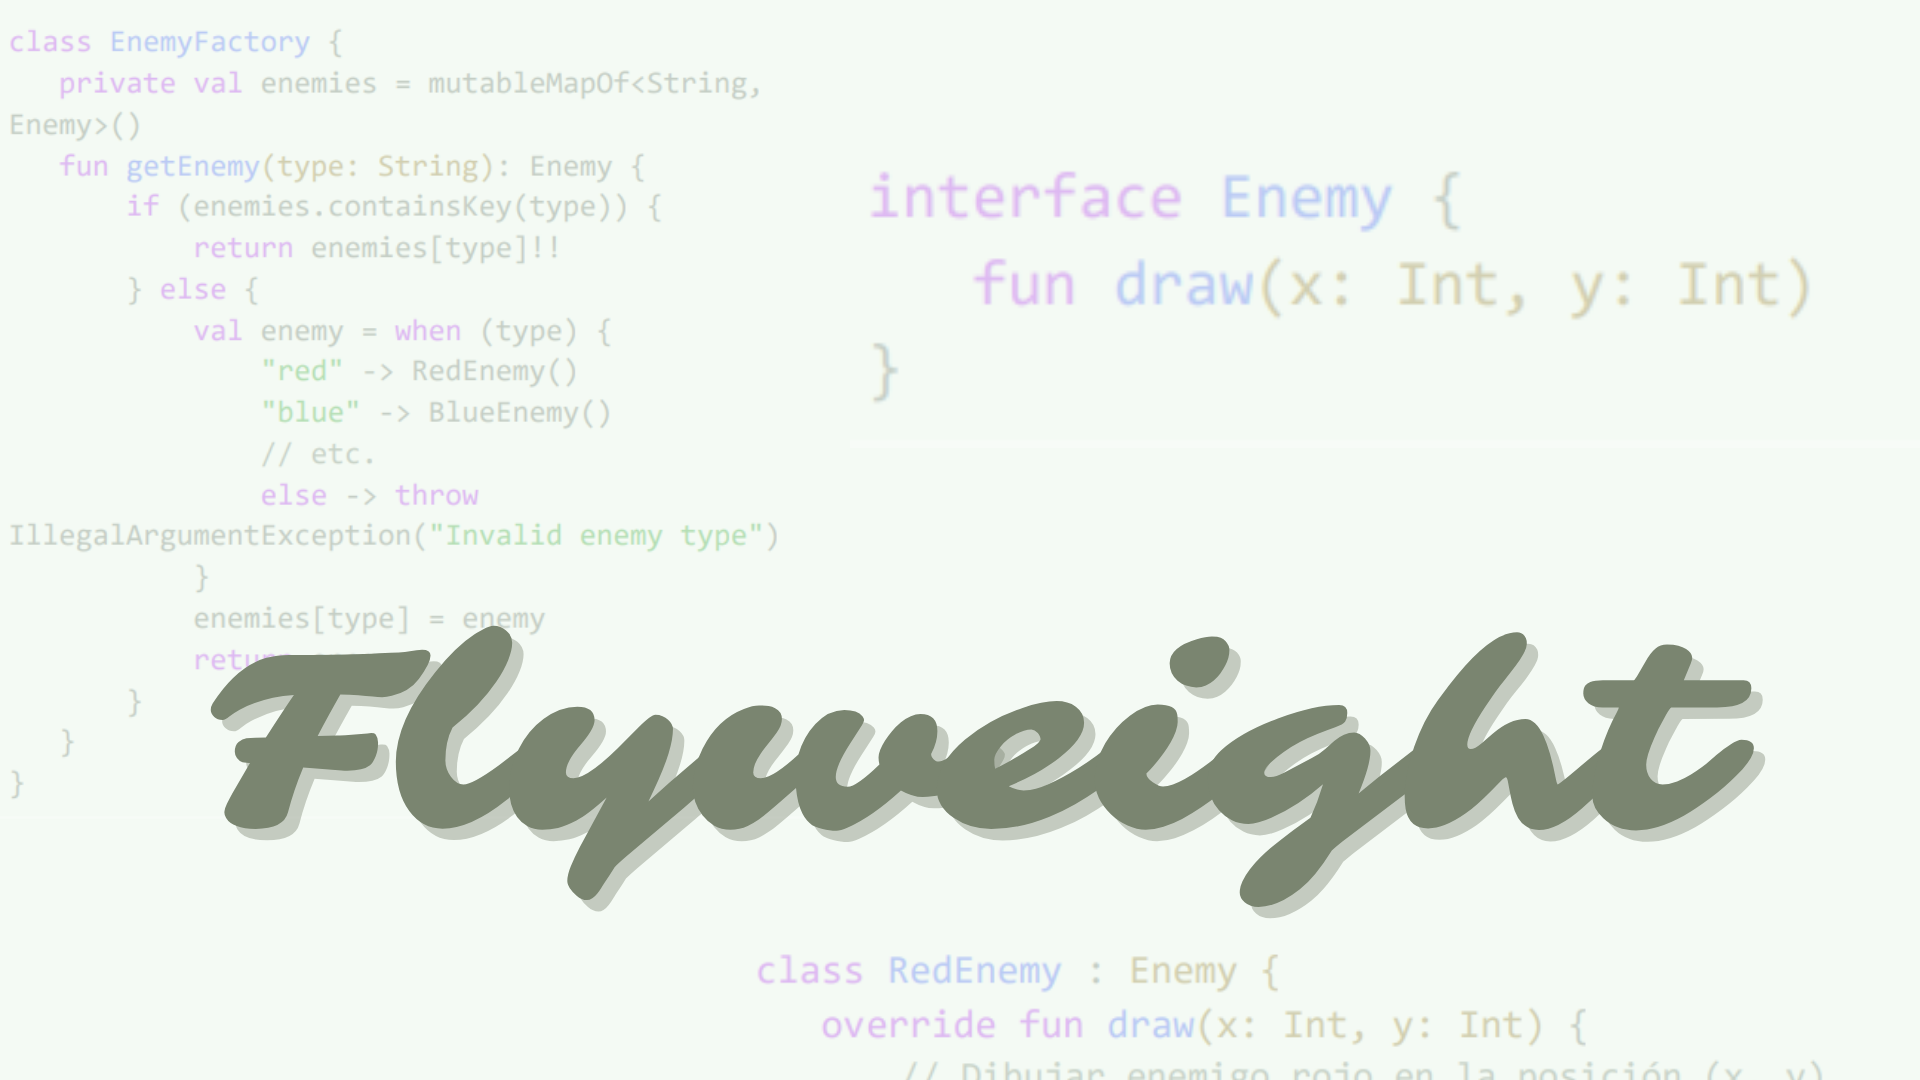 class EnemyFactory {
private val enemies = mutableMapOf<String,
Enemy>()
fun getEnemy(type: String): Enemy {
if (enemies.containsKey(type)) {
return enemies[type]!!
} else {
val enemy = when (type) {
"red" -> RedEnemy()
"blue" -> BlueEnemy()
// etc.
else -> throw
IllegalArgumentException("Invalid enemy type")
}
enemies[type] = enemy
}
}
}
interface Enemy {
fun draw(x: Int, y: Int)
}
Flyweight
class RedEnemy : Enemy {
override fun draw(x: Int, y: Int) {
// Dibujar enemigo rojo en la posición (x, y)